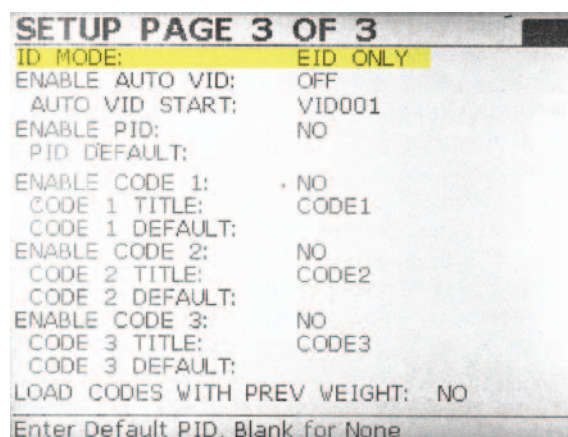 SETUP PAGE 3 OF 3
ID MODE: EID ONLY
ENABLE AUTO VID: OFF
AUTO VID START: VID001
ENABLE PID: NO
PID DEFAULT:
ENABLE CODE 1: NO
CODE 1 TITLE: CODE1
CODE 1 DEFAULT:
ENABLE CODE 2: NO
CODE 2 TITLE: CODE2
CODE 2 DEFAULT:
ENABLE CODE 3: NO
CODE 3 TITLE: CODE3
CODE 3 DEFAULT:
LOAD CODES WITH PREV WEIGHT: NO
Enter Default PID, Blank for None